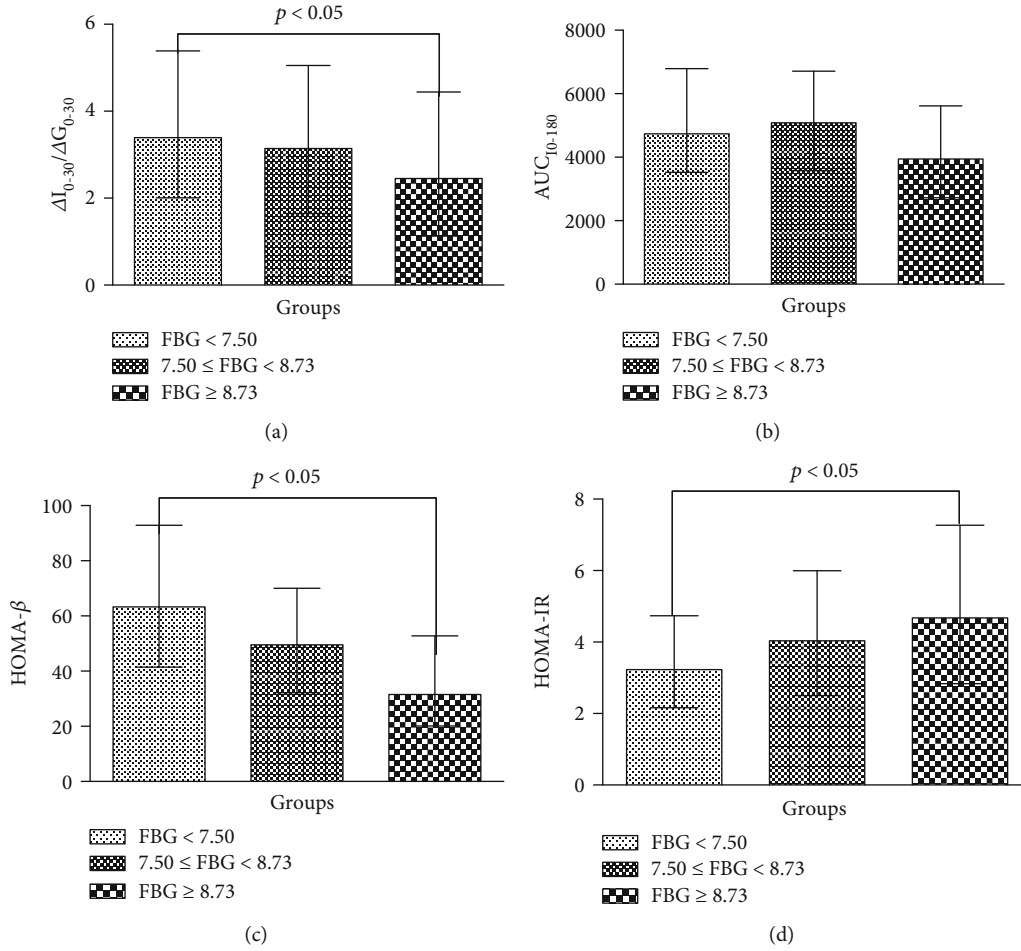 p < 0.05
6
4
2
0
ΔI0-30/ΔG0-30
Groups
FBG < 7.50
7.50 ≤ FBG < 8.73
FBG ≥ 8.73
(a)
8000
6000
4000
2000
0
AUCI0-180
Groups
FBG < 7.50
7.50 ≤ FBG < 8.73
FBG ≥ 8.73
(b)
p < 0.05
100
80
60
40
20
0
HOMA-β
Groups
FBG < 7.50
7.50 ≤ FBG < 8.73
FBG ≥ 8.73
(c)
p < 0.05
8
6
4
2
0
HOMA-IR
Groups
FBG < 7.50
7.50 ≤ FBG < 8.73
FBG ≥ 8.73
(d)